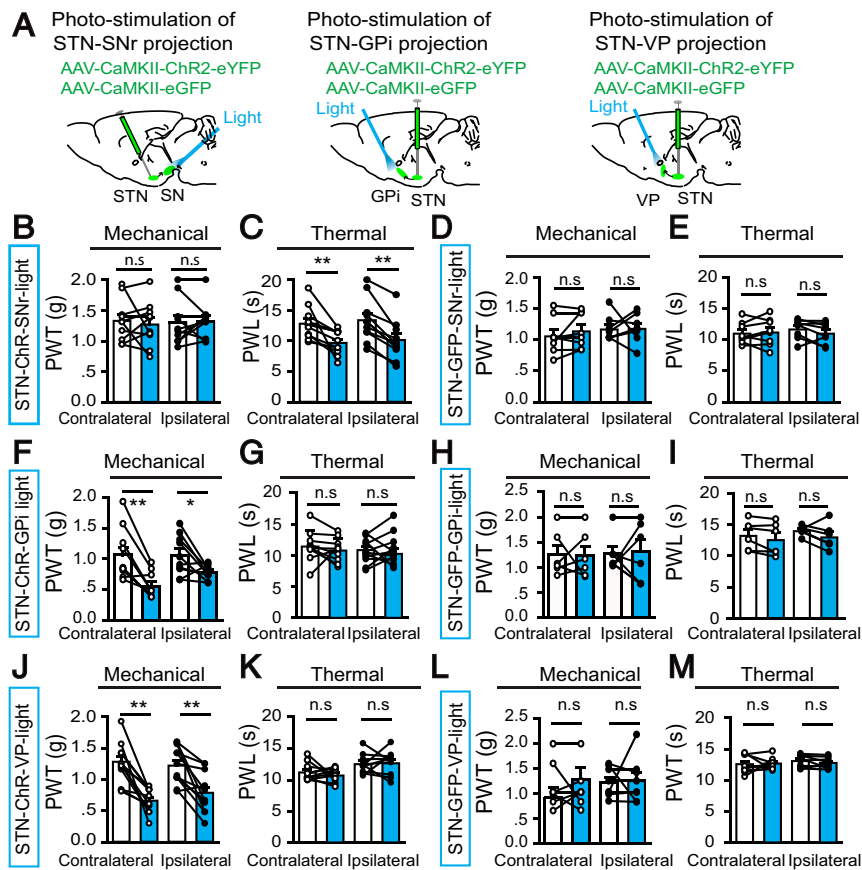 A
Photo-stimulation of
STN-SNr projection
AAV-CaMKII-ChR2-eYFP
AAV-CaMKII-eGFP
Light
STN
SN
Photo-stimulation of
STN-GPi projection
AAV-CaMKII-ChR2-eYFP
AAV-CaMKII-eGFP
Light
GPi
STN
Photo-stimulation of
STN-VP projection
AAV-CaMKII-ChR2-eYFP
AAV-CaMKII-eGFP
Light
VP
STN
STN-ChR-SNr-light
B
Mechanical
n.s
n.s
PWT (g)
2.0
1.5
1.0
.5
0.0
Contralateral
Ipsilateral
C
Thermal
**
**
PWL (s)
20
15
10
5
0
Contralateral
Ipsilateral
STN-GFP-SNr-light
D
Mechanical
n.s
n.s
PWT (g)
2.0
1.5
1.0
.5
0.0
Contralateral
Ipsilateral
E
Thermal
n.s
n.s
PWL (s)
20
15
10
5
0
Contralateral
Ipsilateral
STN-ChR-GPi light
F
Mechanical
**
*
PWT (g)
2.0
1.5
1.0
0.5
0.0
Contralateral
Ipsilateral
G
Thermal
n.s
n.s
PWL (s)
20
15
10
5
0
Contralateral
Ipsilateral
STN-GFP-GPi-light
H
Mechanical
n.s
n.s
PWT (g)
2.5
2.0
1.5
1.0
.5
0.0
Contralateral
Ipsilateral
I
Thermal
n.s
n.s
PWL (s)
20
15
10
5
0
Contralateral
Ipsilateral
STN-ChR-VP-light
J
Mechanical
**
**
PWT (g)
2.0
1.5
1.0
0.5
0.0
Contralateral
Ipsilateral
K
Thermal
n.s
n.s
PWL (s)
20
15
10
5
0
Contralateral
Ipsilateral
STN-GFP-VP-light
L
Mechanical
n.s
n.s
PWT (g)
2.5
2.0
1.5
1.0
.5
0.0
Contralateral
Ipsilateral
M
Thermal
n.s
n.s
PWT (s)
20
15
10
5
0
Contralateral
Ipsilateral